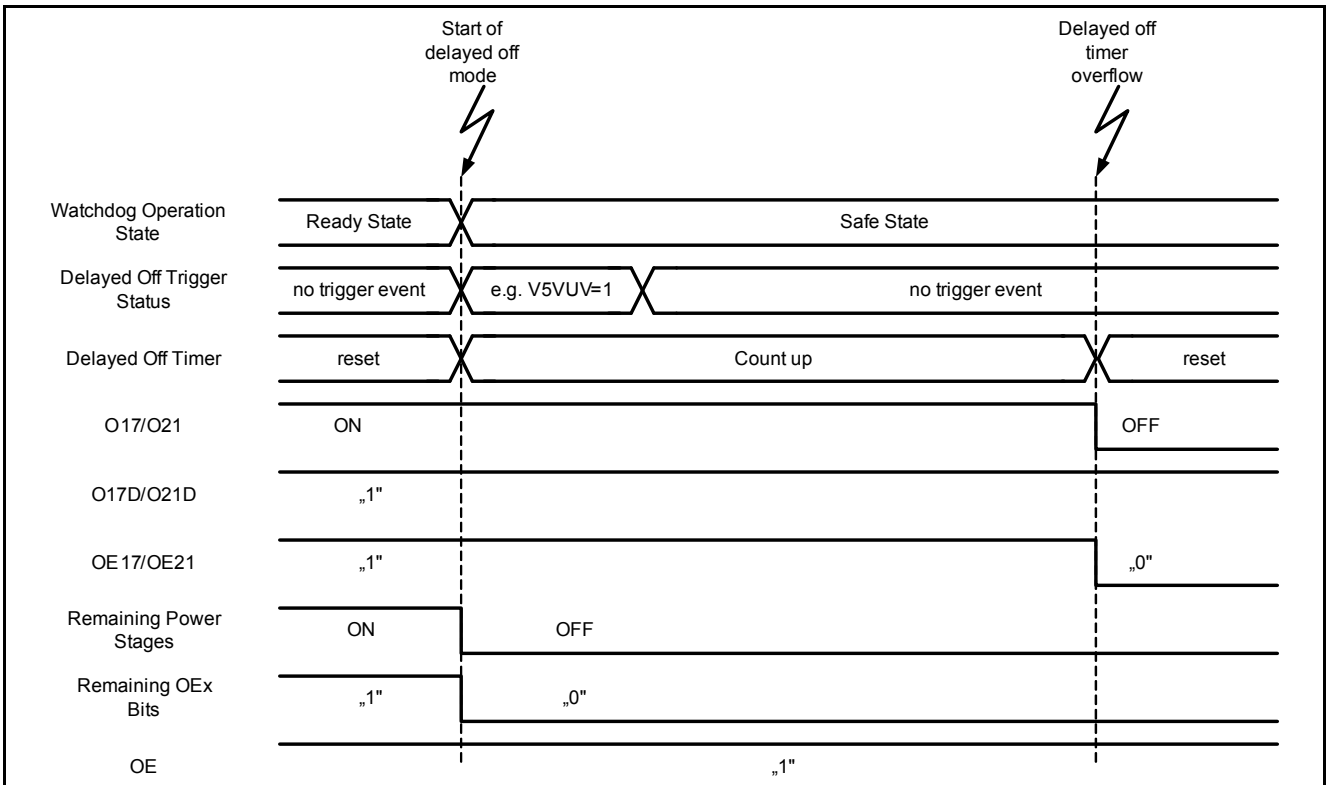 Start of
delayed off
mode
Delayed off
timer
overflow
Watchdog Operation
State
Ready State
Safe State
Delayed Off Trigger
Status
no trigger event
e.g. V5VUV=1
no trigger event
Delayed Off Timer
reset
Count up
reset
O17/O21
ON
OFF
O17D/O21D
„1"
OE17/OE21
„1"
„0"
Remaining Power
Stages
ON
OFF
Remaining OEx
Bits
„1"
„0"
OE
„1"